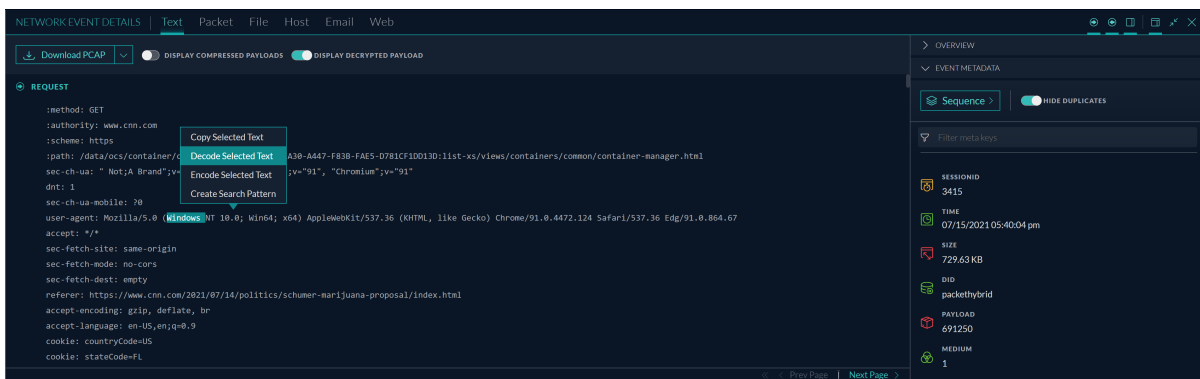 NETWORK EVENT DETAILS Text Packet File Host Email Web
Download PCAP DISPLAY COMPRESSED PAYLOADS DISPLAY DECRYPTED PAYLOAD
REQUEST
:method: GET
:authority: www.cnn.com
:scheme: https
:path: /data/ocs/container/c A30-A447-F83B-FAE5-D781CF1DD13D:list-xs/views/containers/common/container-manager.html
sec-ch-ua: " Not;A Brand";v= ;v="91", "Chromium";v="91"
dnt: 1
sec-ch-ua-mobile: ?0
user-agent: Mozilla/5.0 (Windows NT 10.0; Win64; x64) AppleWebKit/537.36 (KHTML, like Gecko) Chrome/91.0.4472.124 Safari/537.36 Edg/91.0.864.67
accept: */*
sec-fetch-site: same-origin
sec-fetch-mode: no-cors
sec-fetch-dest: empty
referer: https://www.cnn.com/2021/07/14/politics/schumer-marijuana-proposal/index.html
accept-encoding: gzip, deflate, br
accept-language: en-US,en;q=0.9
cookie: countryCode=US
cookie: stateCode=FL
Copy Selected Text
Decode Selected Text
Encode Selected Text
Create Search Pattern
« < Prev Page | Next Page >
OVERVIEW
EVENT METADATA
Sequence > HIDE DUPLICATES
Filter meta keys
SESSIONID
3415
TIME
07/15/2021 05:40:04 pm
SIZE
729.63 KB
DID
packethybrid
PAYLOAD
691250
MEDIUM
1